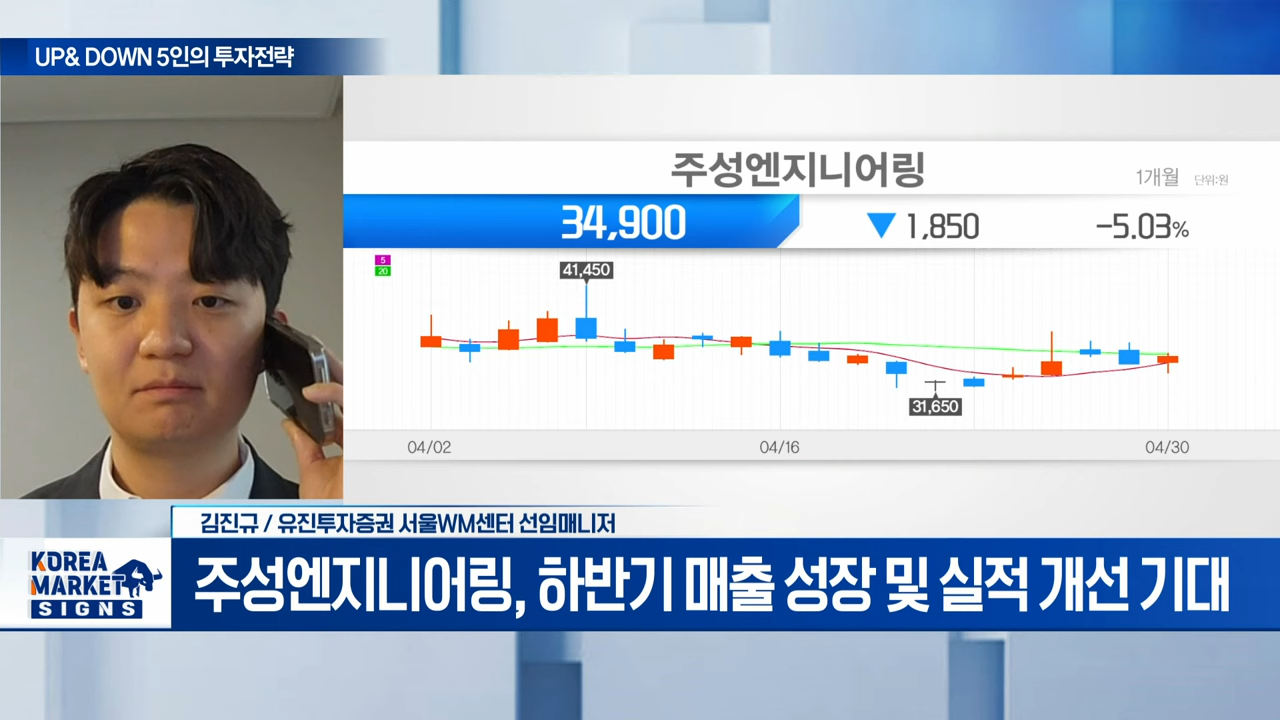 UP& DOWN 5인의 투자전략
주성엔지니어링
1개월 단위:원
34,900 ▼ 1,850 -5.03%
5
20
41,450
31,650
04/02 04/16 04/30
김진규 / 유진투자증권 서울WM센터 선임매니저
KOREA
MARKET
SIGNS
주성엔지니어링, 하반기 매출 성장 및 실적 개선 기대